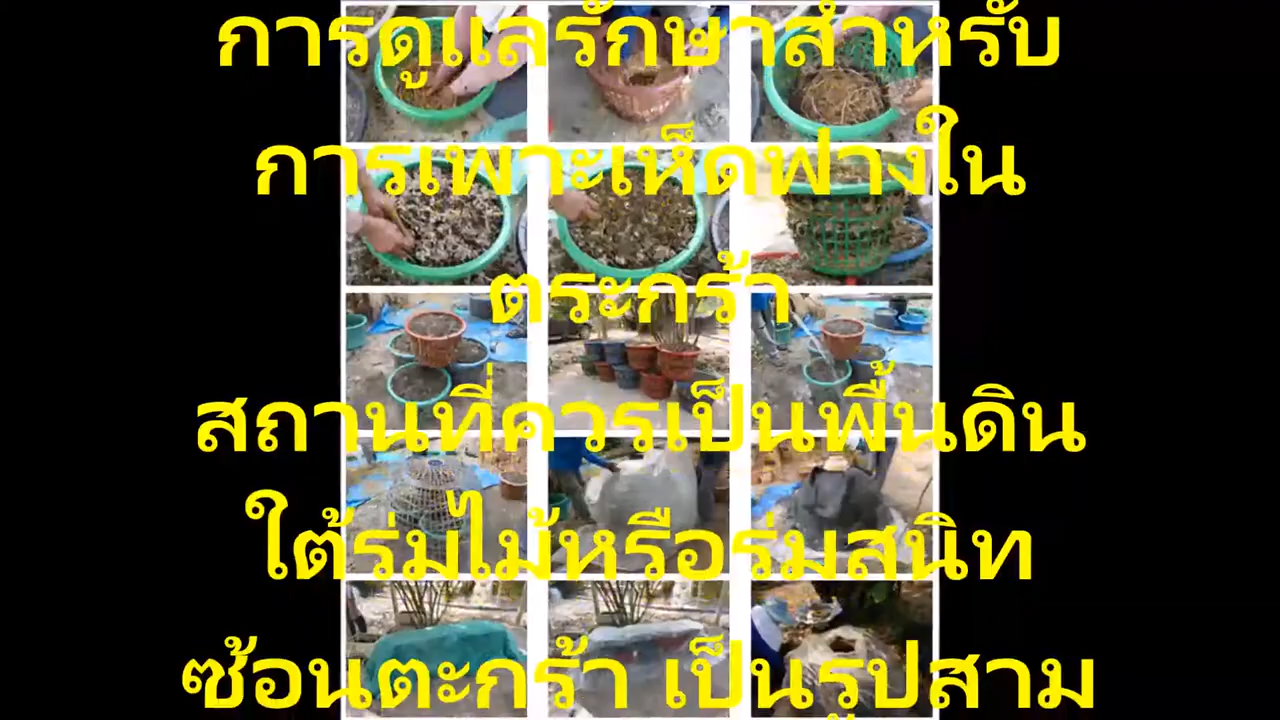 การดูแลรักษาสำหรับ
การเพาะเห็ดฟางใน
ตระกร้า
สถานที่ควรเป็นพื้นดิน
ใต้ร่มไม้หรือร่มสนิท
ซ้อนตะกร้า เป็นรูปสาม